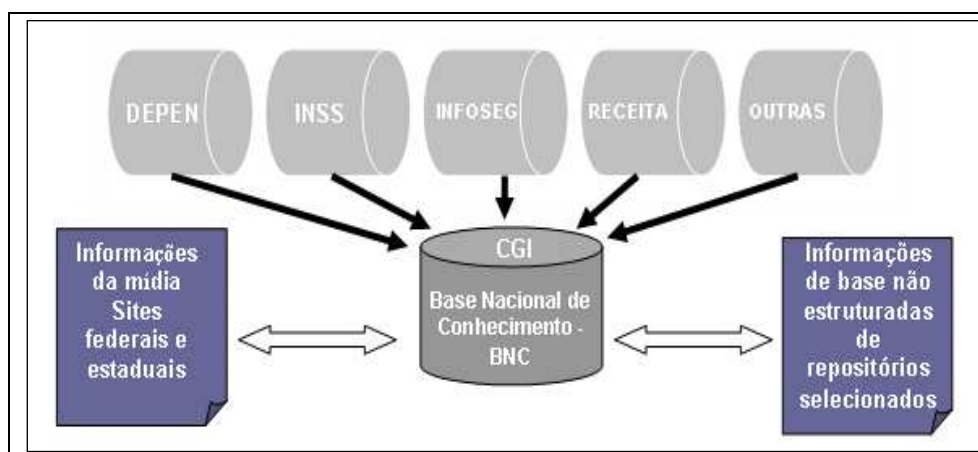 DEPEN
INSS
INFOSEG
RECEITA
OUTRAS
Informações
da mídia
Sites
federais e
estaduais
CGI
Base Nacional de
Conhecimento -
BNC
Informações
de base não
estruturadas
de
repositórios
selecionados